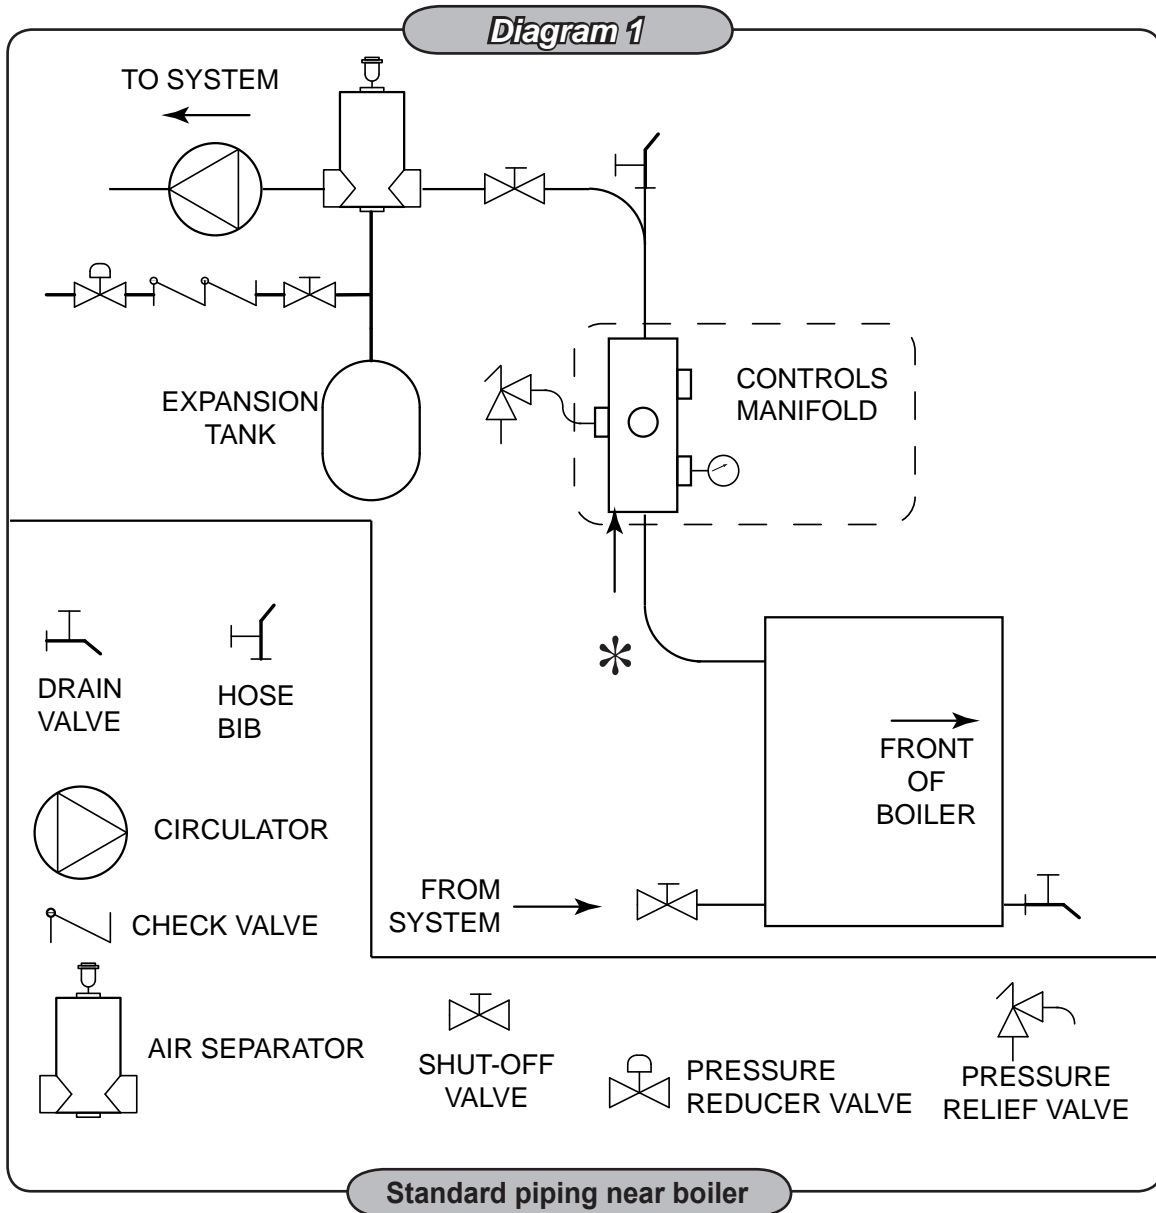 Diagram 1
TO SYSTEM
EXPANSION
TANK
CONTROLS
MANIFOLD
*
FRONT
OF
BOILER
FROM
SYSTEM
DRAIN
VALVE
HOSE
BIB
CIRCULATOR
CHECK VALVE
AIR SEPARATOR
SHUT-OFF
VALVE
PRESSURE
REDUCER VALVE
PRESSURE
RELIEF VALVE
Standard piping near boiler